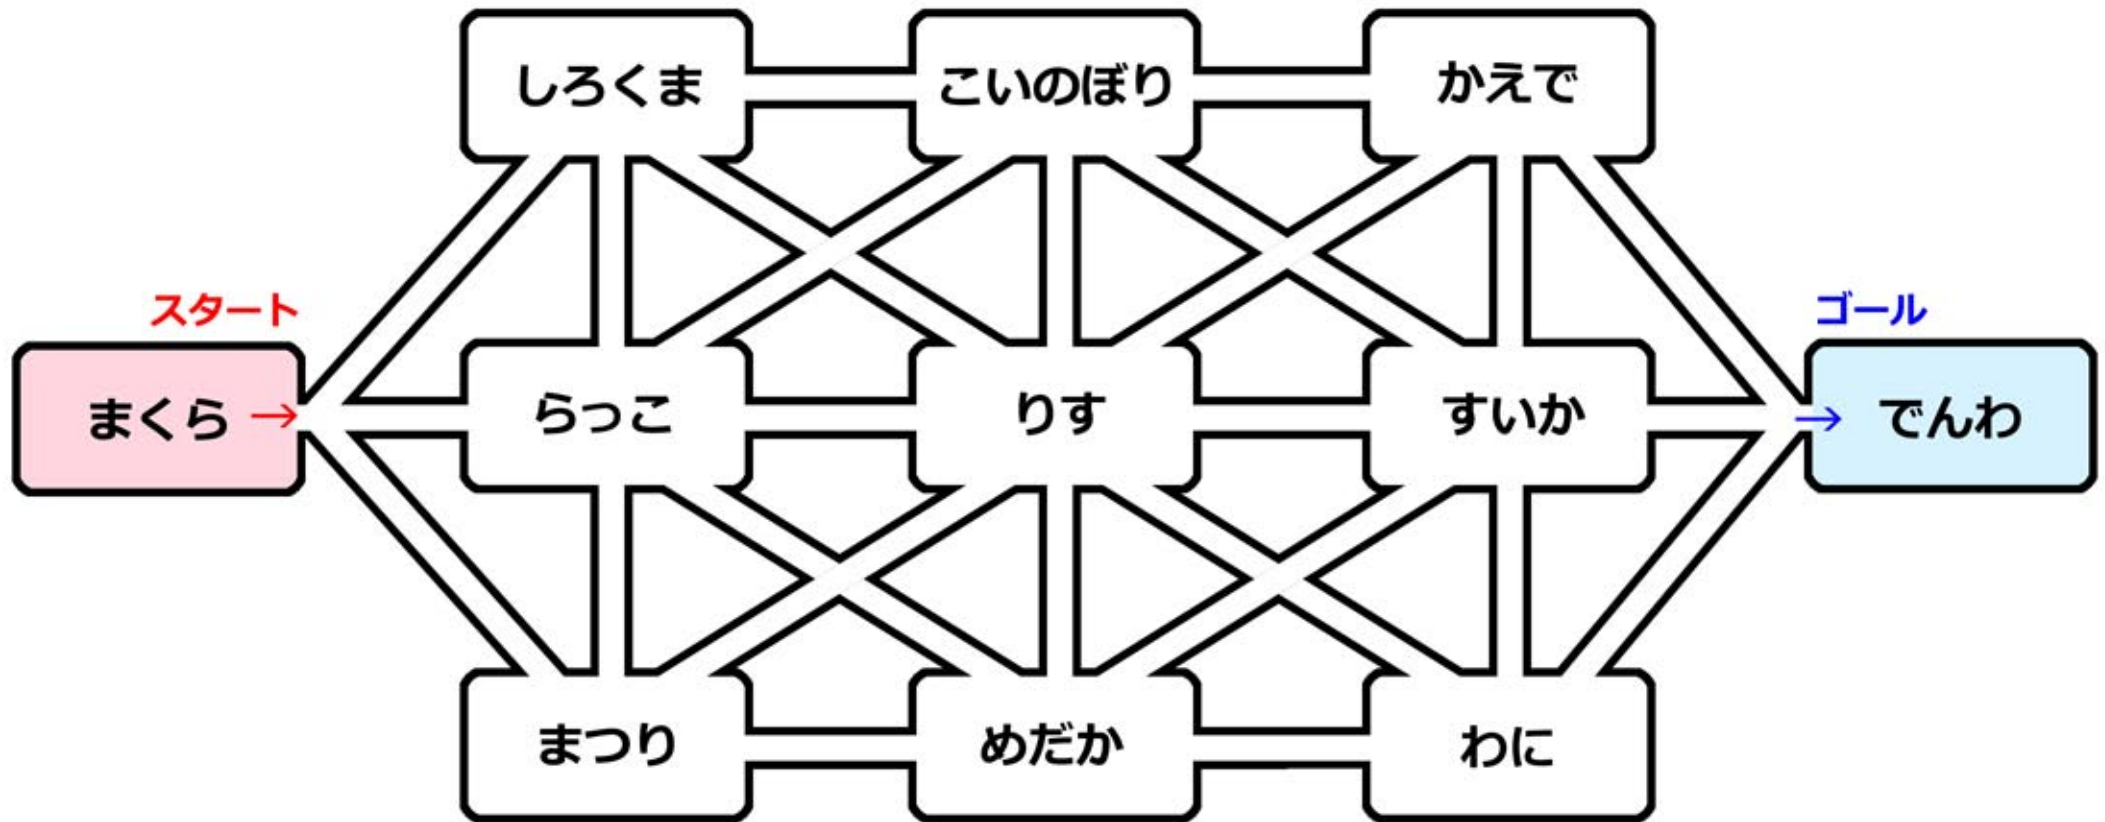 しろくま
こいのぼり
かえで
スタート
ゴール
まくら →
らっこ
りす
すいか
→ でんわ
まつり
めだか
わに